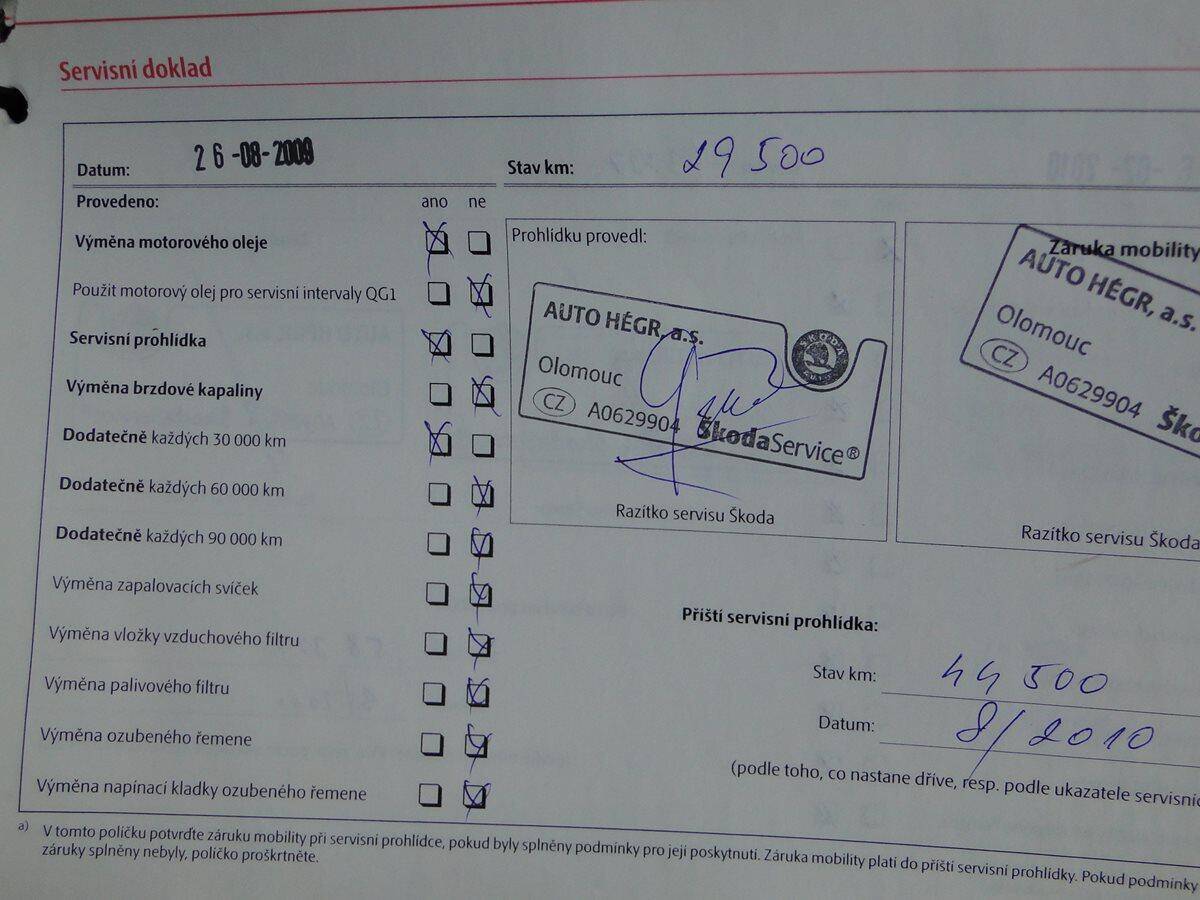 Servisní doklad
Datum: 26-08-2009 Stav km: 29 500
Provedeno: ano ne
Výměna motorového oleje
Použit motorový olej pro servisní intervaly QG1
Servisní prohlídka
Výměna brzdové kapaliny
Dodatečně každých 30 000 km
Dodatečně každých 60 000 km
Dodatečně každých 90 000 km
Výměna zapalovacích svíček
Výměna vložky vzduchového filtru
Výměna palivového filtru
Výměna ozubeného řemene
Výměna napínací kladky ozubeného řemene
Prohlídku provedl:
AUTO HÉGR, a.s.
ŠKODA
Olomouc
CZ A0629904 ŠkodaService®
Razítko servisu Škoda
Záruka mobility
AUTO HÉGR, a.s.
Olomouc
CZ A0629904
Razítko servisu Škoda
Příští servisní prohlídka:
Stav km: 44 500
Datum: 8/2010
(podle toho, co nastane dříve, resp. podle ukazatele
a) V tomto políčku potvrďte záruku mobility při servisní prohlídce, pokud byly splněny podmínky pro její poskytnutí. Záruka mobility platí do příští servisní prohlídky. Pokud podmínky
záruky splněny nebyly, políčko proškrtněte.